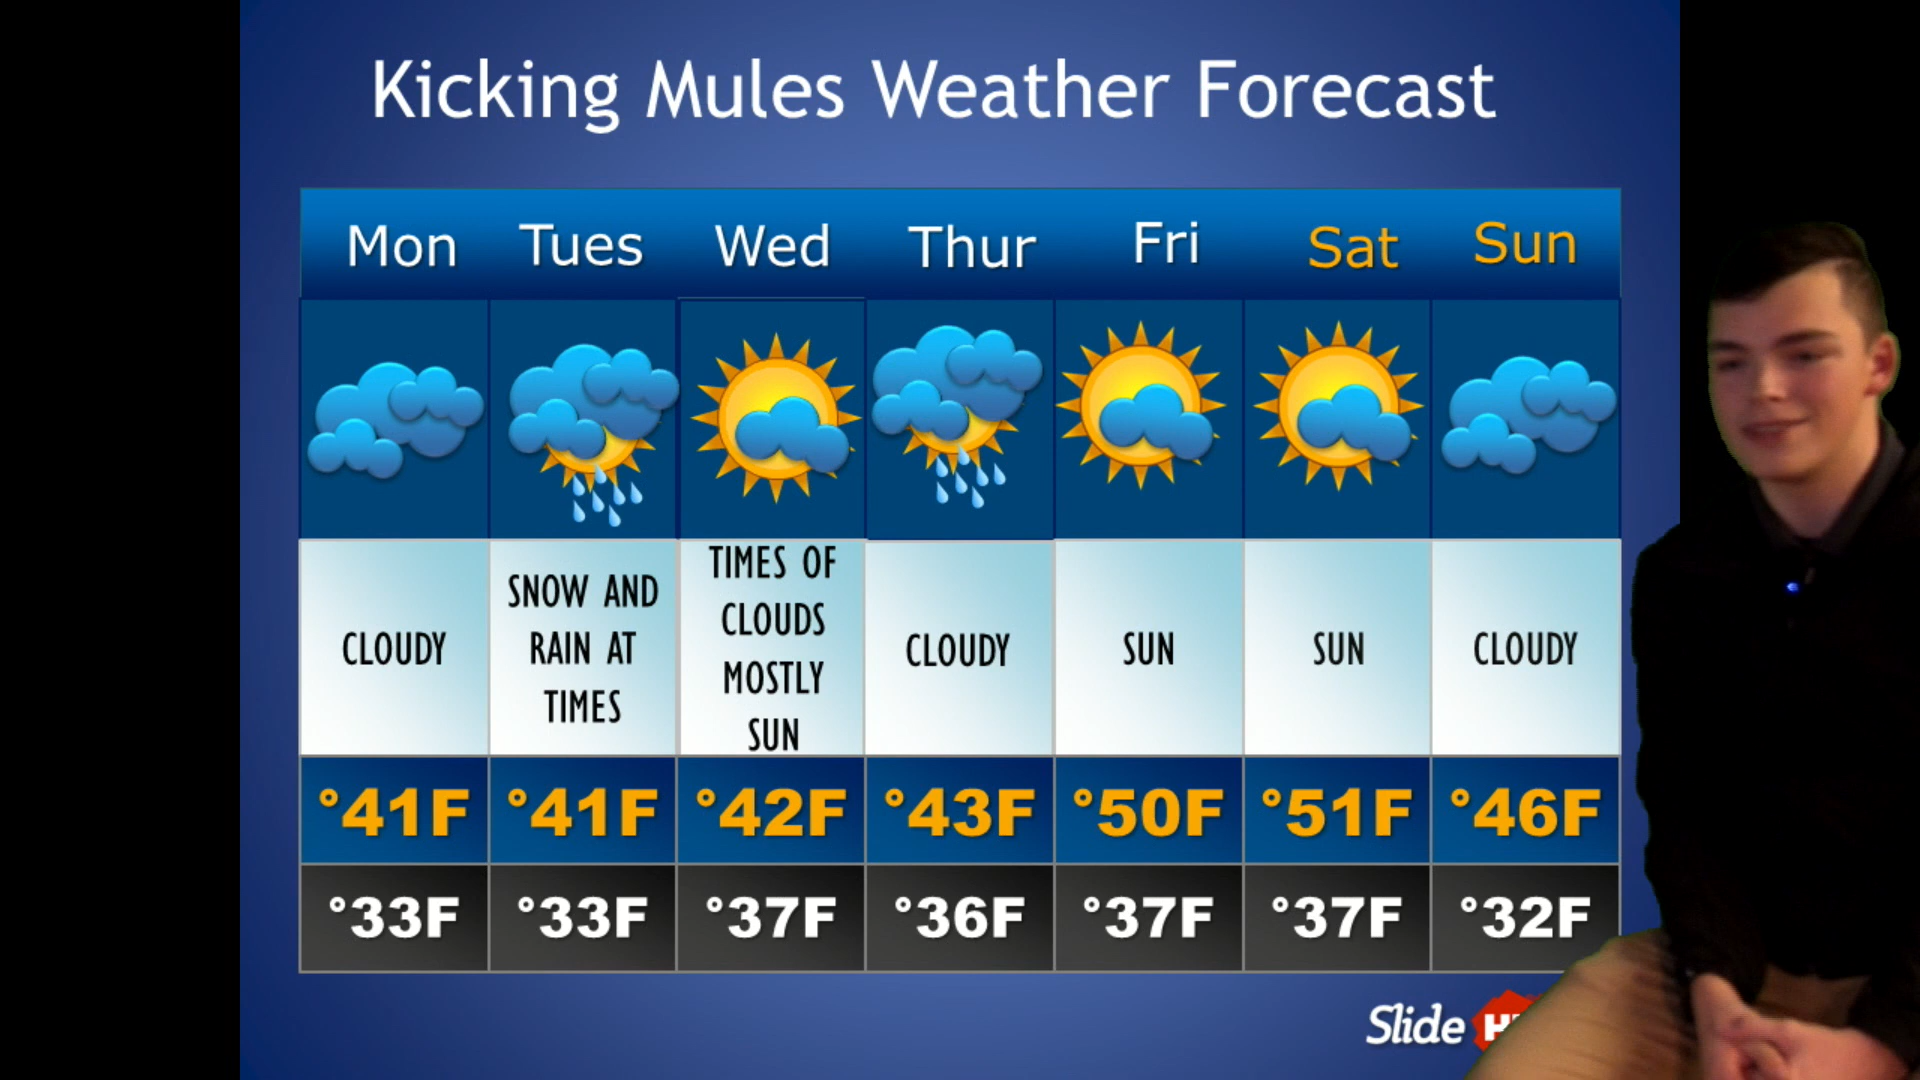 Kicking Mules Weather Forecast
Mon Tues Wed Thur Fri Sat Sun
CLOUDY
SNOW AND
RAIN AT
TIMES
TIMES OF
CLOUDS
MOSTLY
SUN
CLOUDY
SUN
SUN
CLOUDY
°41F °41F °42F °43F °50F °51F °46F
°33F °33F °37F °36F °37F °37F °32F
Slide